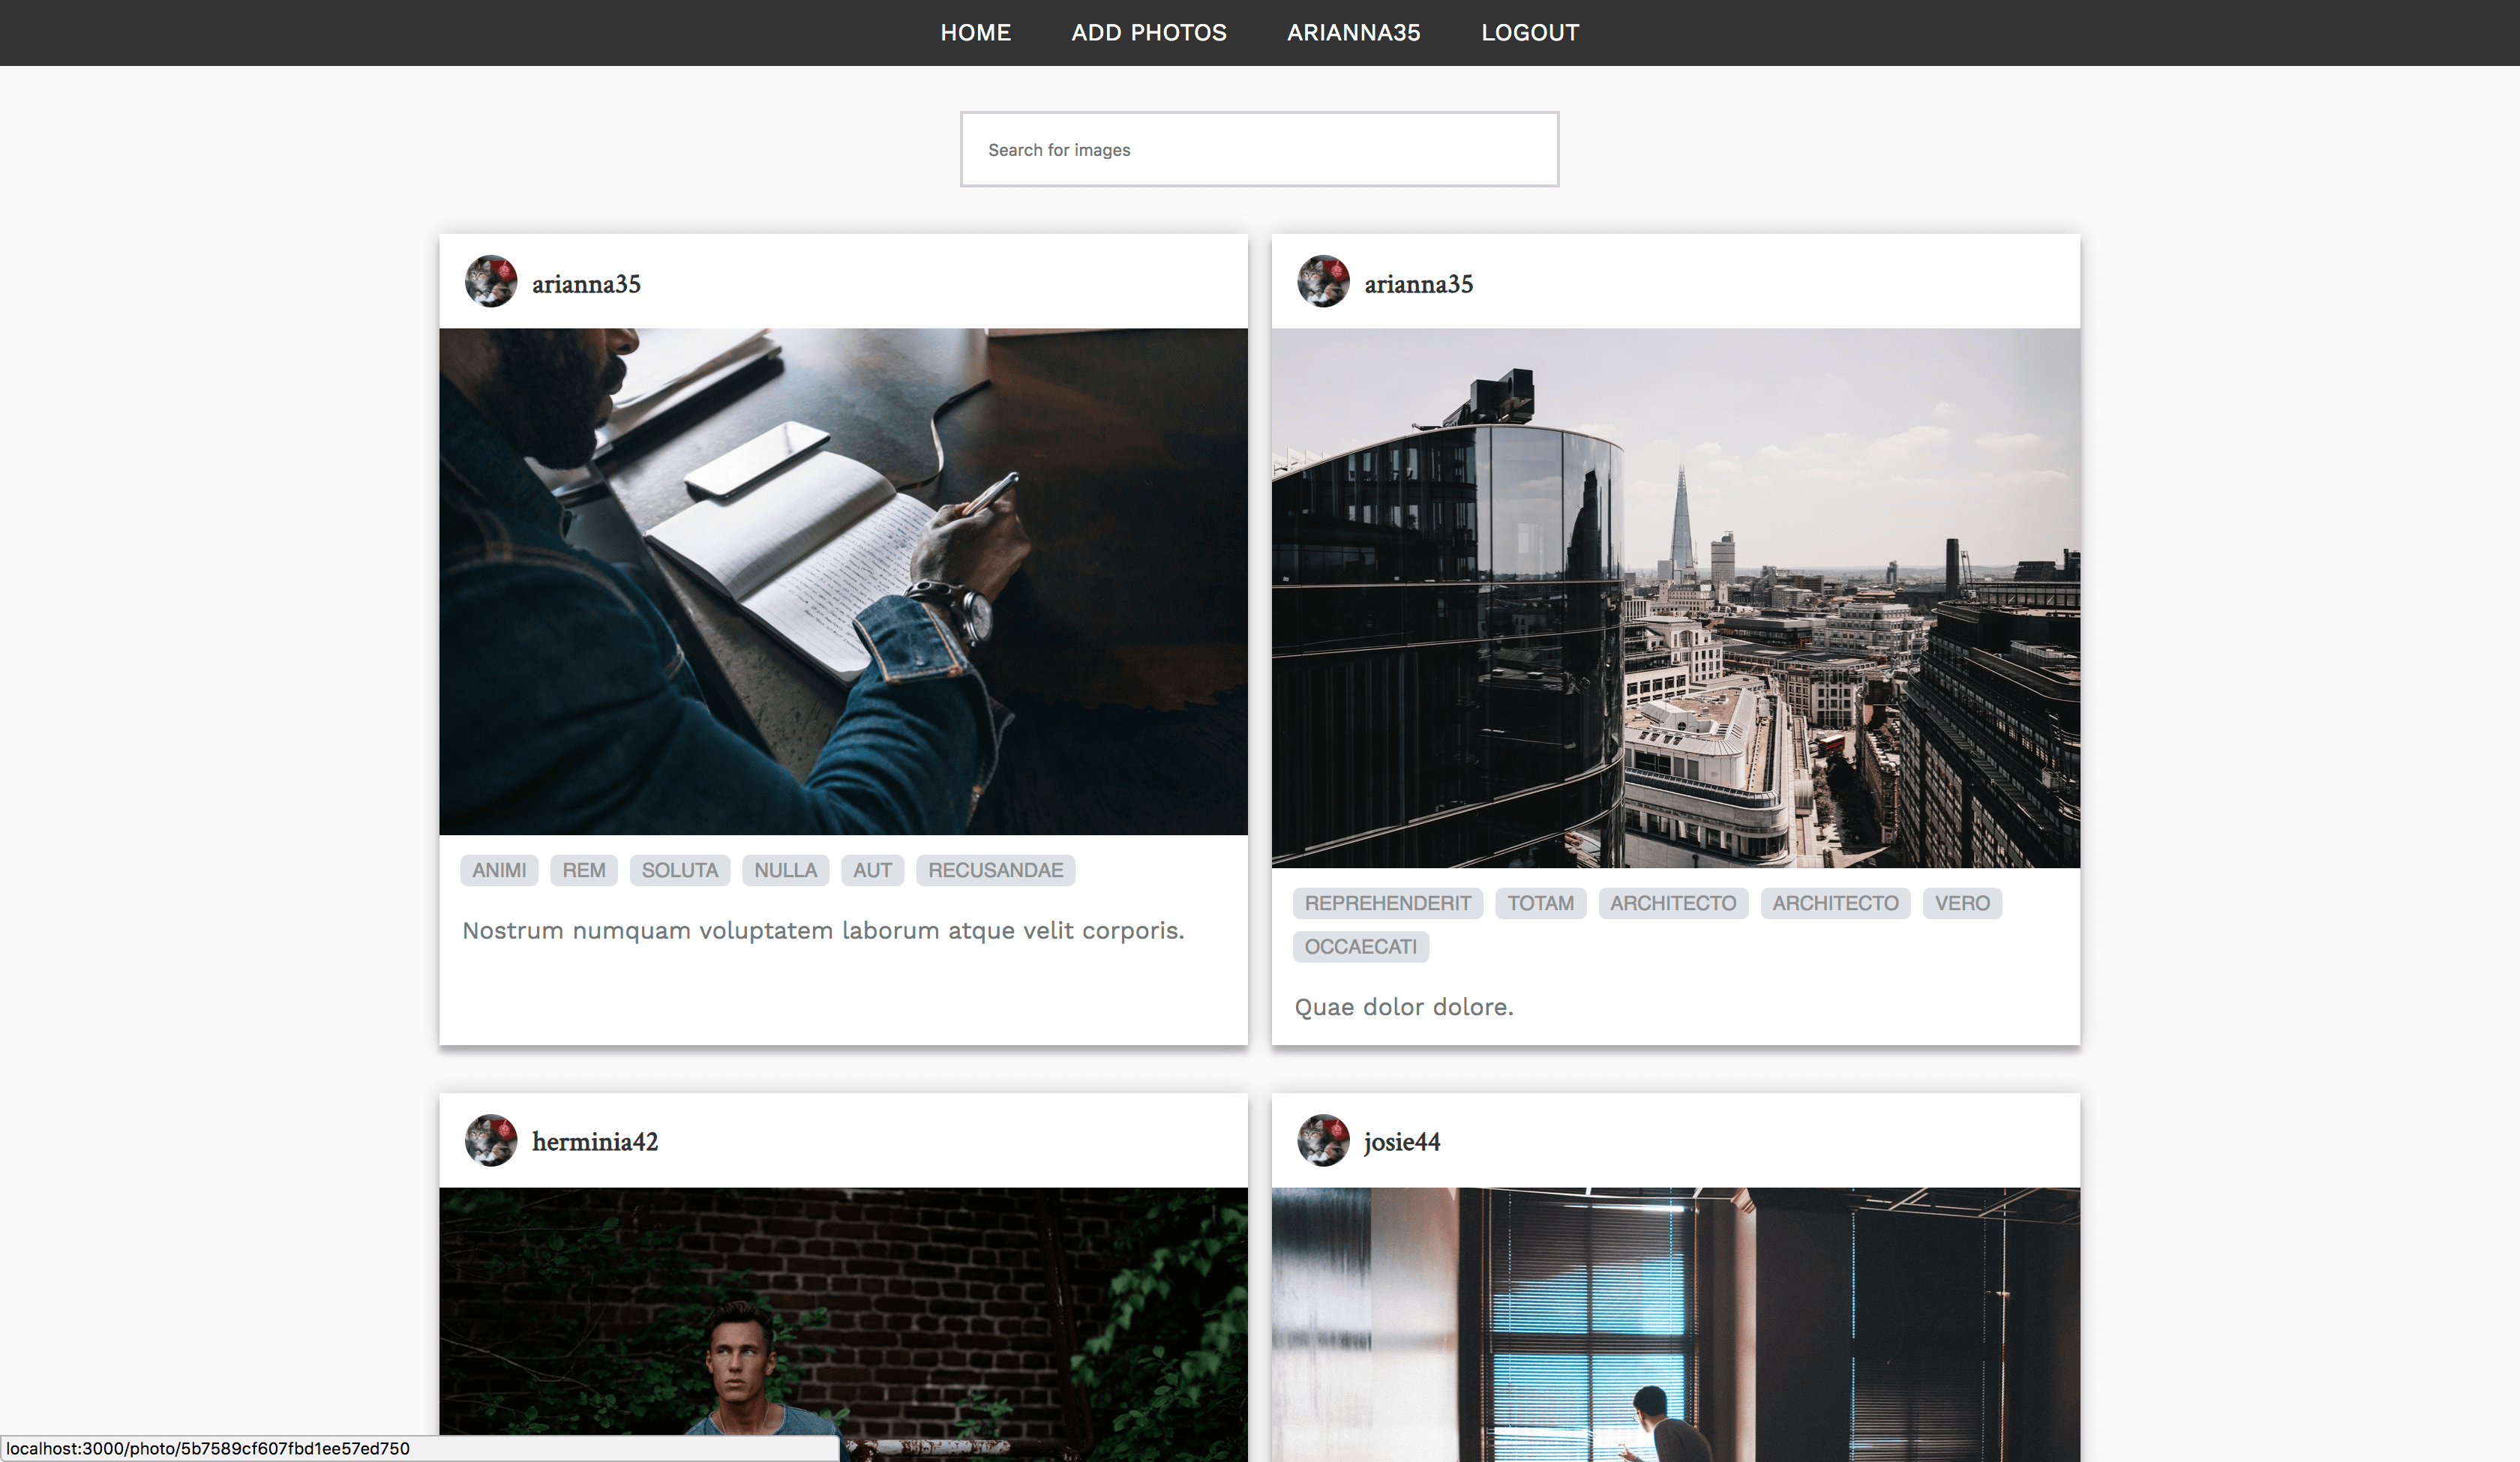 HOME ADD PHOTOS ARIANNA35 LOGOUT
Search for images
arianna35
ANIMI REM SOLUTA NULLA AUT RECUSANDAE
Nostrum numquam voluptatem laborum atque velit corporis.
arianna35
REPREHENDERIT TOTAM ARCHITECTO ARCHITECTO VERO
OCCAECATI
Quae dolor dolore.
herminia42
josie44
localhost:3000/photo/5b7589cf607fbd1ee57ed750